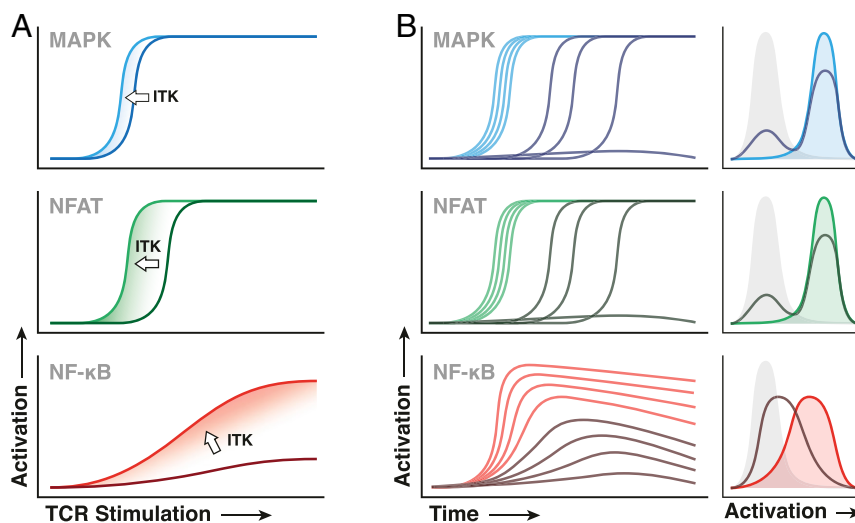 A
MAPK
ITK
NFAT
ITK
NF-κB
ITK
Activation
TCR Stimulation
B
MAPK
NFAT
NF-κB
Activation
Time
Activation